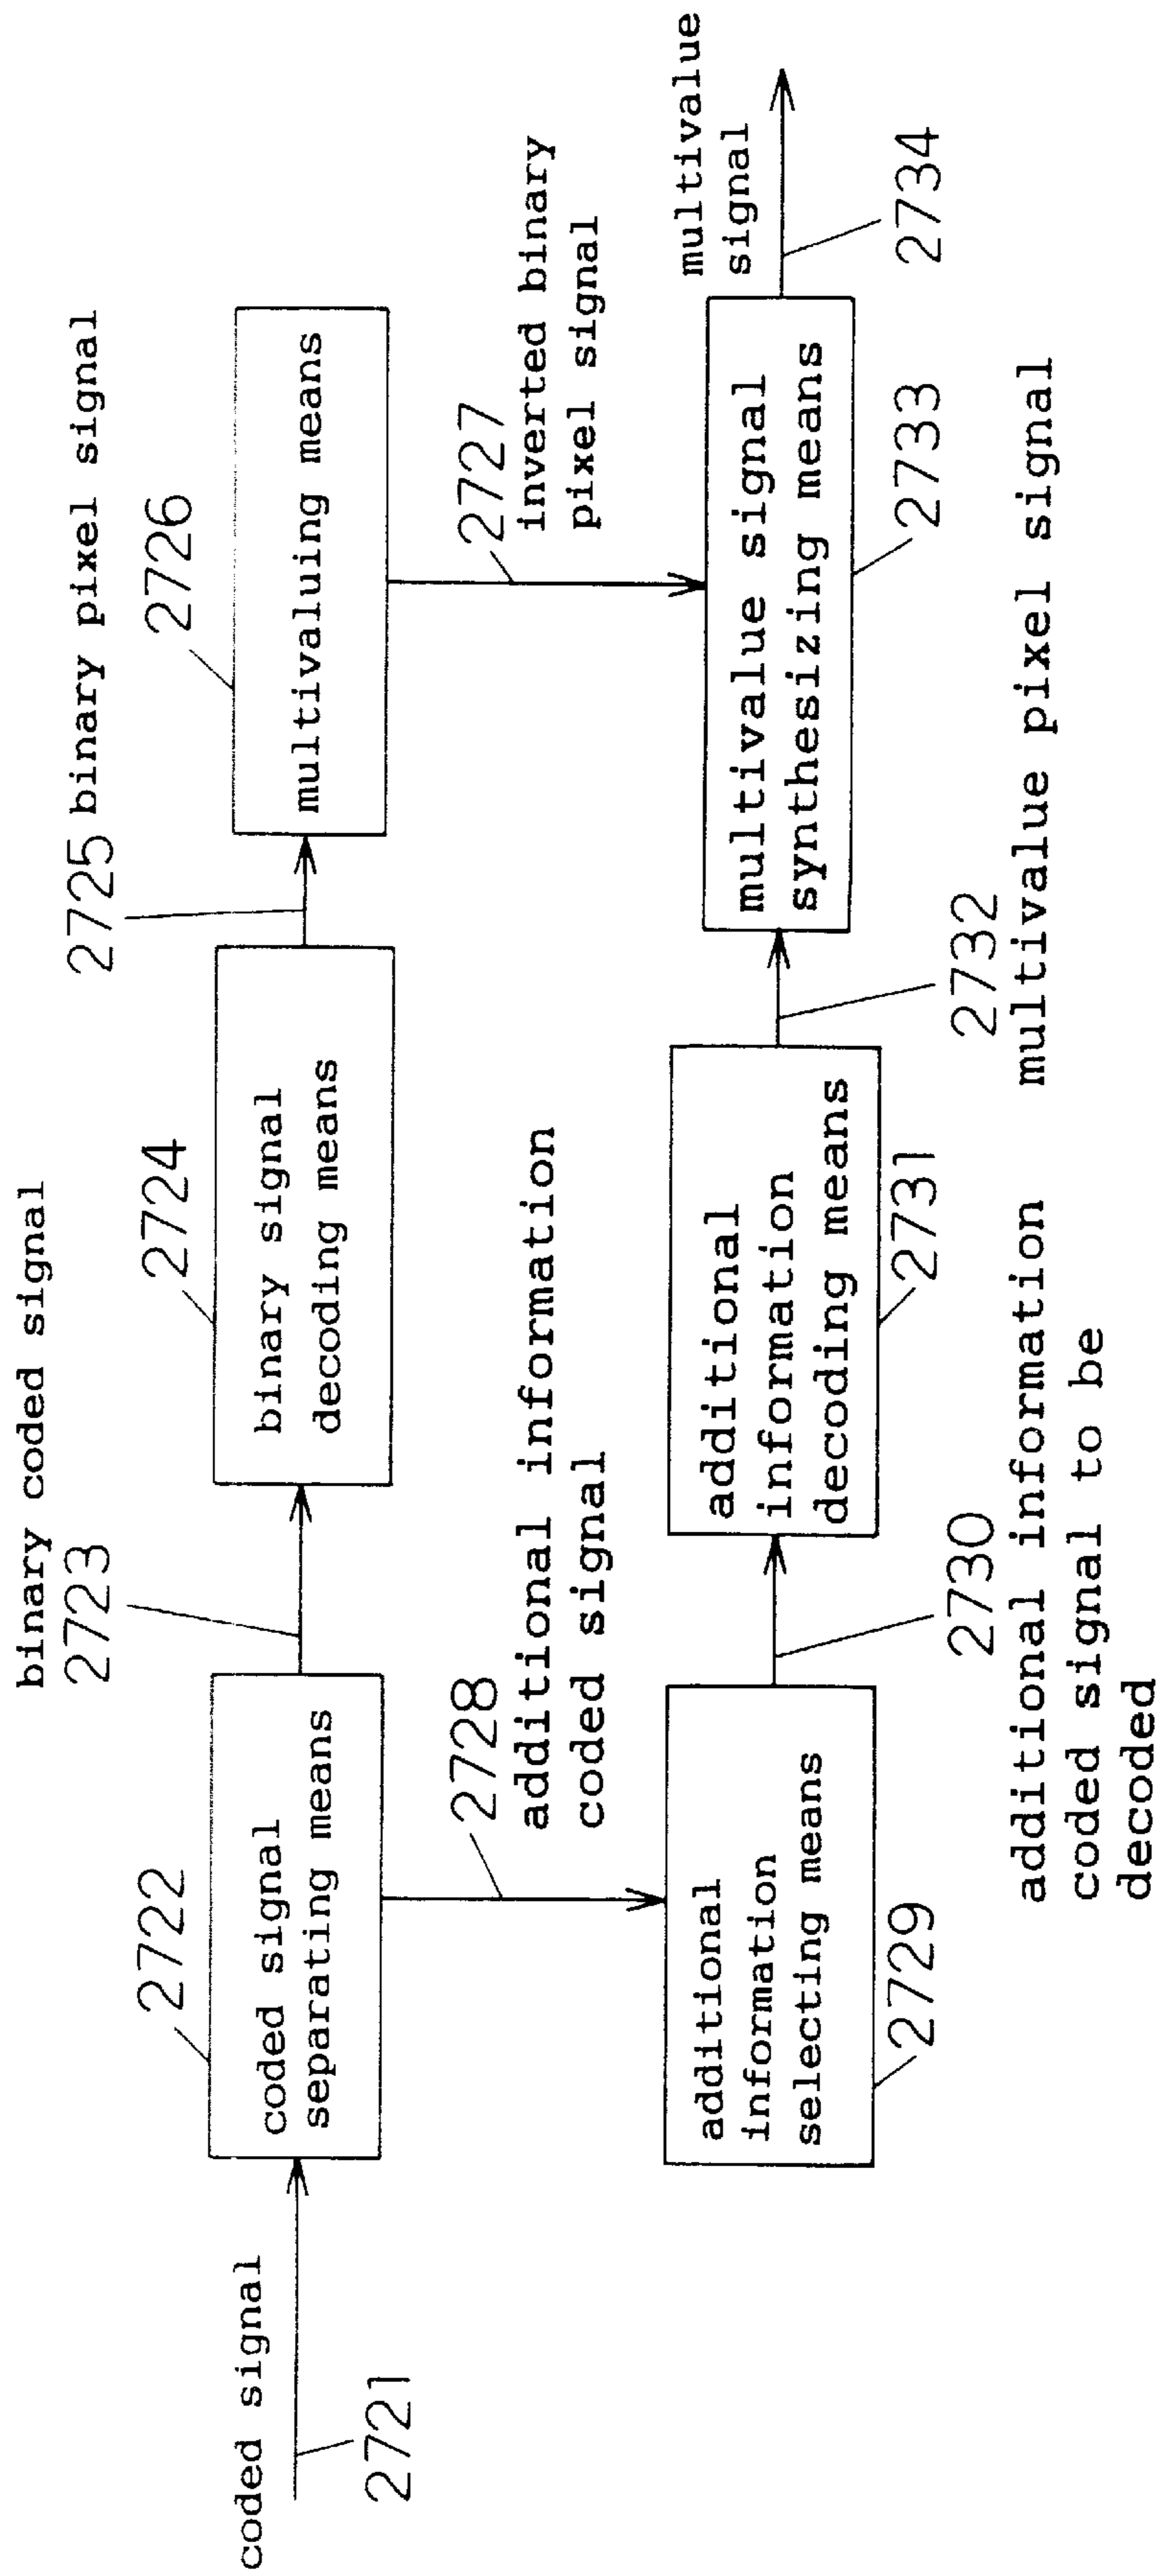 coded signal
2721
2722
coded signal
separating means
binary coded signal
2723
2724
binary signal
decoding means
2725 binary pixel signal
2726
multivaluing means
2727
inverted binary
pixel signal
2728
additional information
coded signal
additional
information
selecting means
2729
2730
additional information
coded signal to be
decoded
additional
information
decoding means
2731
2732
multivalue pixel signal
multivalue signal
synthesizing means
2733
multivalue
signal
2734